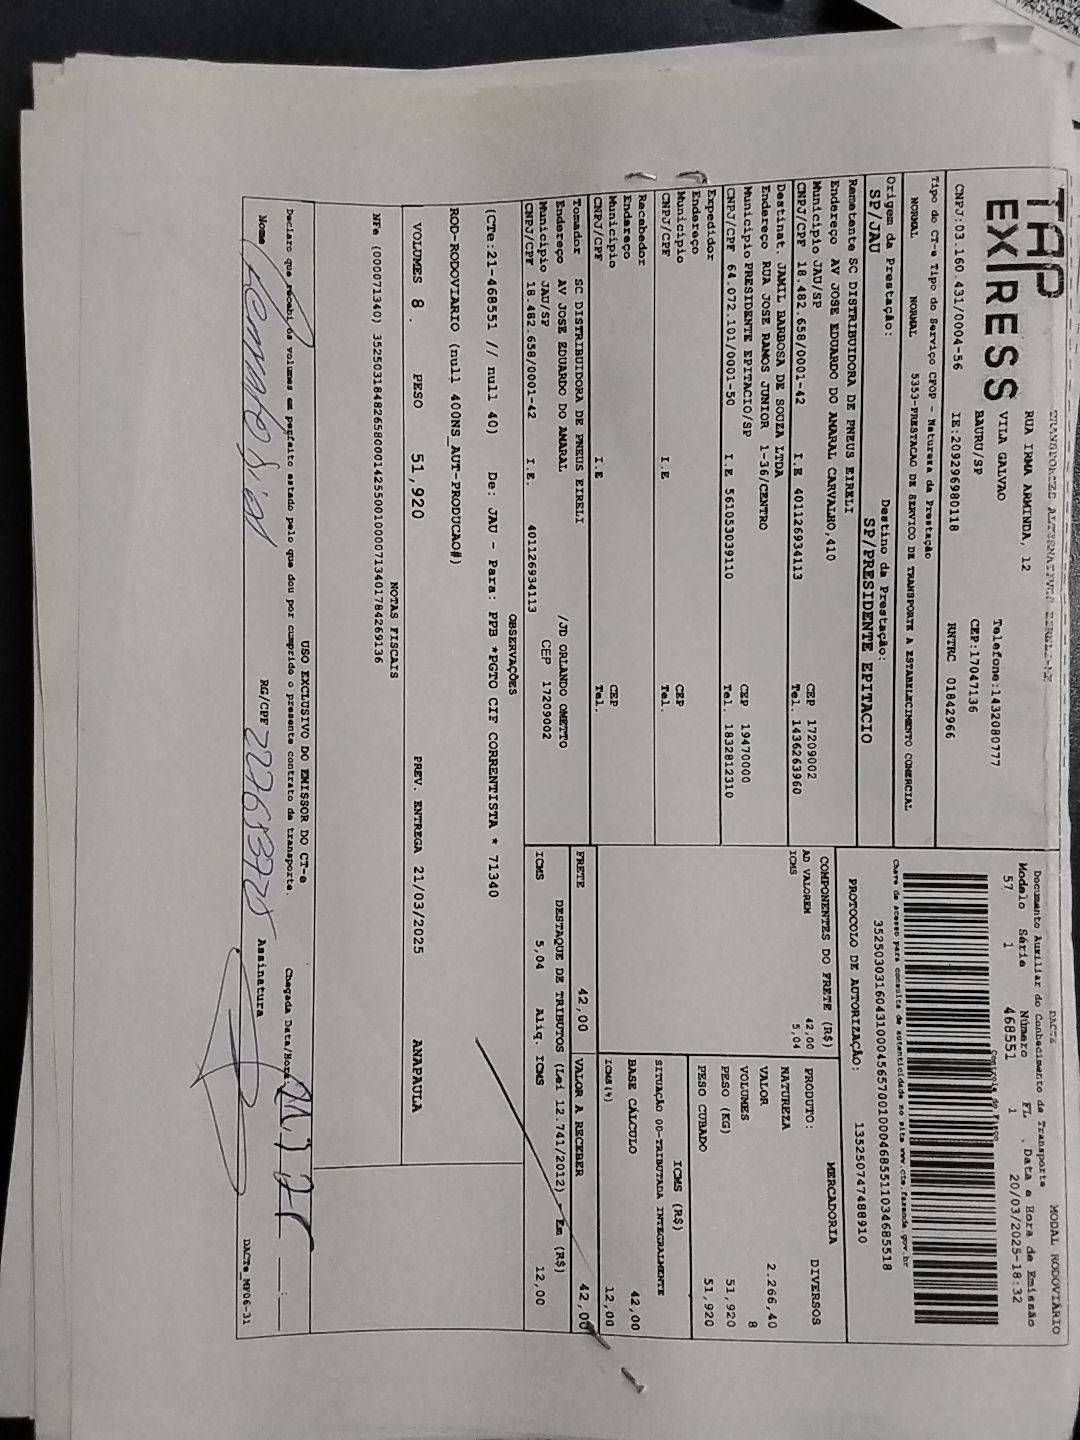 TAP
EXPRESS
RUA IRMA ARMINDA, 12
VILA GALVAO
BAURU/SP
Telefone:1432080777
CEP:17047136
CNPJ:03.160.431/0004-56 IE:209296980118 RNTRC 01842966
DACTE MODAL RODOVIÁRIO
Documento Auxiliar do Conhecimento de Transporte
Modelo Série Número FL . Data e Hora de Emissão
57 1 468551 1 20/03/2025-18:32
Controle do Fisco
Chave de acesso para consulta de autenticidade no site www.cte.fazenda.gov.br
PROTOCOLO DE AUTORIZAÇÃO: 135250747488910
Tipo do CT-e Tipo do Serviço CFOP - Natureza da Prestação
NORMAL NORMAL 5353-PRESTACAO DE SERVICO DE TRANSPORTE A ESTABELECIMENTO COMERCIAL
Origem da Prestação: Destino da Prestação:
SP/JAU SP/PRESIDENTE EPITACIO
Remetente SC DISTRIBUIDORA DE PNEUS EIRELI
Endereço AV JOSE EDUARDO DO AMARAL CARVALHO,410
Município JAU/SP CEP 17209002
CNPJ/CPF 18.482.658/0001-42 I.E 401126934113 Tel. 1436263960
Destinat. JAMIL BARBOSA DE SOUZA LTDA
Endereço RUA JOSE RAMOS JUNIOR 1-36/CENTRO
Município PRESIDENTE EPITACIO/SP CEP 19470000
CNPJ/CPF 64.072.101/0001-50 I.E 561053039110 Tel. 1832812310
Expedidor
Endereço
Município CEP
CNPJ/CPF I.E Tel.
Recebedor
Endereço
Município CEP
CNPJ/CPF I.E Tel.
Tomador SC DISTRIBUIDORA DE PNEUS EIRELI
Endereço AV JOSE EDUARDO DO AMARAL /JD ORLANDO OMETTO
Município JAU/SP CEP 17209002
CNPJ/CPF 18.482.658/0001-42 I.E. 401126934113
COMPONENTES DO FRETE (R$)
AD VALOREM 42,00
ICMS 5,04
MERCADORIA
PRODUTO: DIVERSOS
NATUREZA
VALOR 2.266,40
VOLUMES 8
PESO (KG) 51,920
PESO CUBADO 51,920
ICMS (R$)
SITUAÇÃO 00-TRIBUTADA INTEGRALMENTE
BASE CÁLCULO 42,00
ICMS(%) 12,00
FRETE 42,00 VALOR A RECEBER 42,00
DESTAQUE DE TRIBUTOS (Lei 12.741/2012) - Em (R$)
ICMS 5,04 Aliq. ICMS 12,00
OBSERVAÇÕES
(CTe:21-468551 // null 40) De: JAU - Para: PPB *PGTO CIF CORRENTISTA * 71340
ROD-RODOVIARIO (null 400NS_AUT-PRODUCAO#)
VOLUMES 8 . PESO 51,920 PREV. ENTREGA 21/03/2025 ANAPAULA
NOTAS FISCAIS
NFe (000071340)
USO EXCLUSIVO DO EMISSOR DO CT-e
Declaro que recebi os volumes em perfeito estado pelo que dou por cumprido o presente contrato de transporte.
Chegada Data/Hora:
Nome RG/CPF Assinatura
DACTe_MF06-31